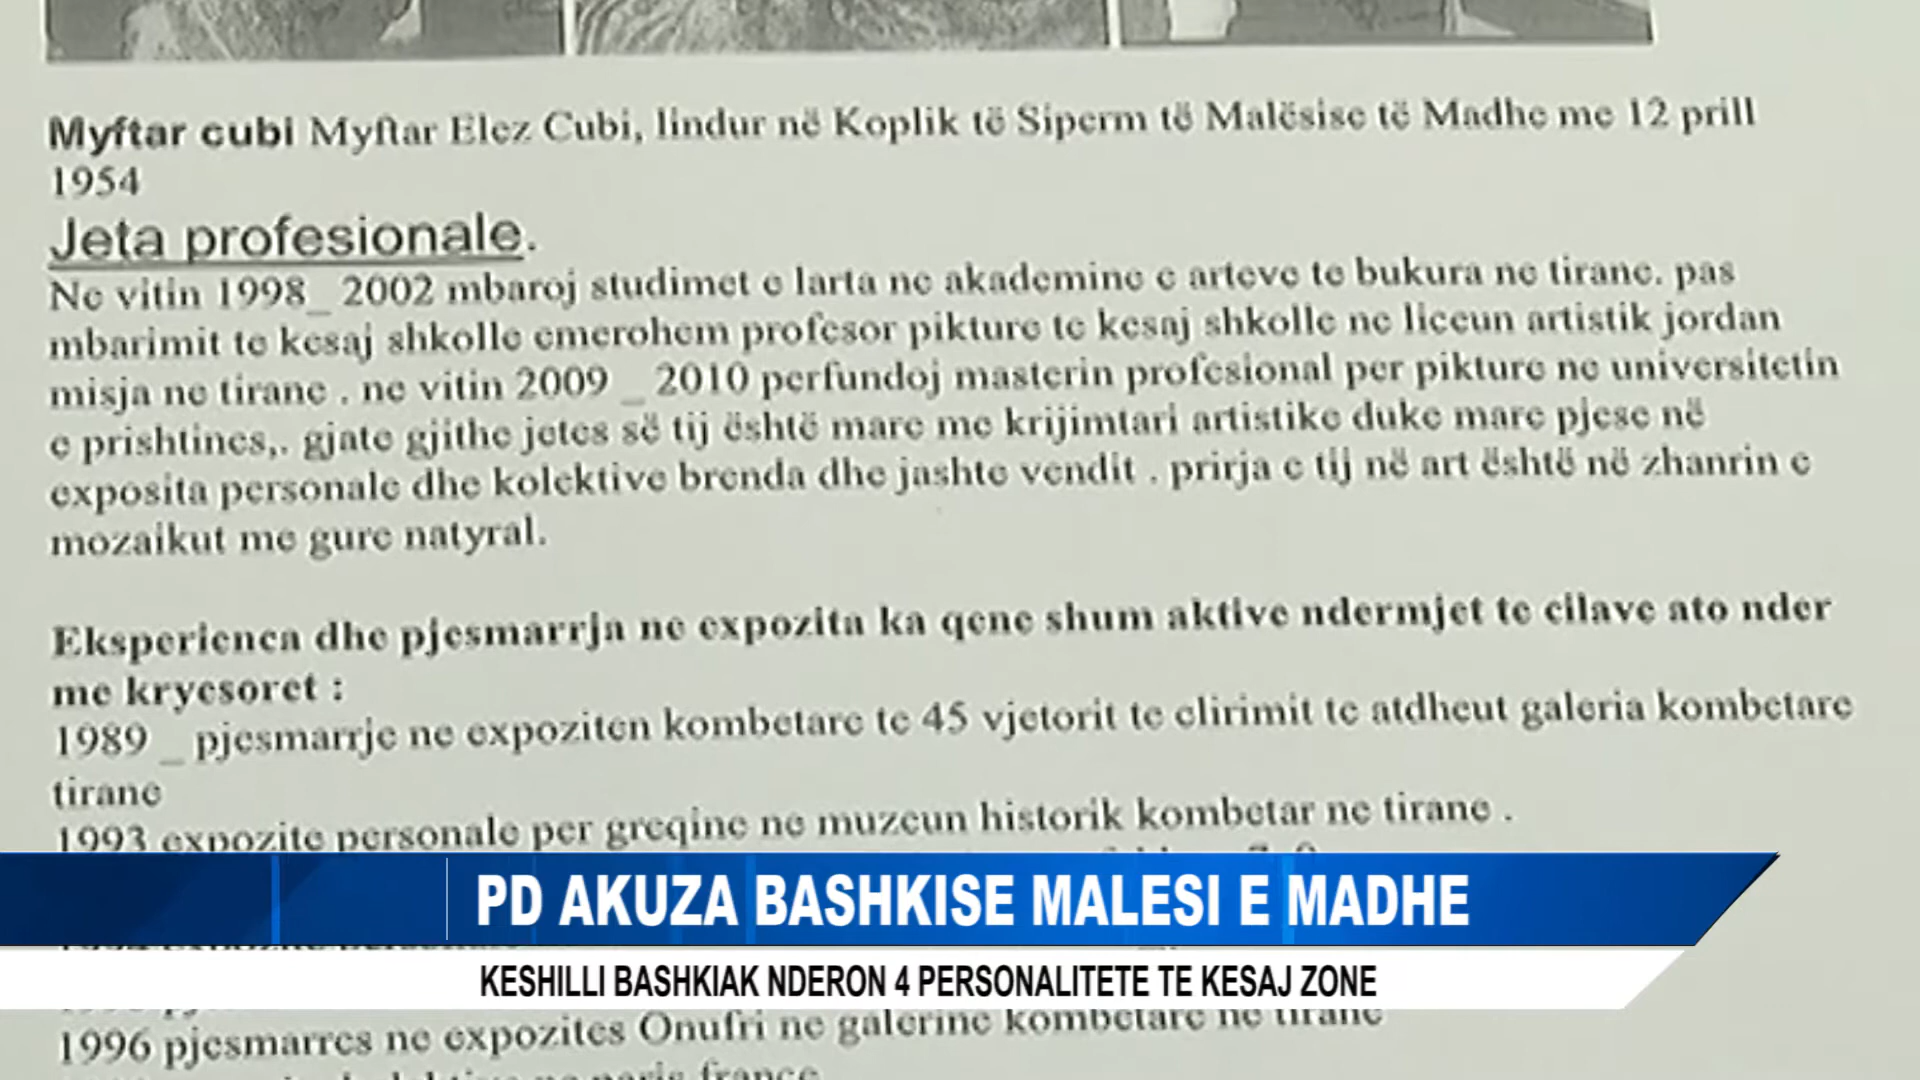 Myftar cubi Myftar Elez Cubi, lindur në Koplik të Siperm të Malësise të Madhe me 12 prill
1954
Jeta profesionale.
Ne vitin 1998_ 2002 mbaroj studimet e larta ne akademine e arteve te bukura ne tirane. pas
mbarimit te kesaj shkolle emerohem profesor pikture te kesaj shkolle ne liceun artistik jordan
misja ne tirane . ne vitin 2009 _ 2010 perfundoj masterin profesional per pikture ne universitetin
e prishtines,. gjate gjithe jetes së tij është mare me krijimtari artistike duke mare pjese në
exposita personale dhe kolektive brenda dhe jashte vendit . prirja e tij në art është në zhanrin e
mozaikut me gure natyral.
Eksperienca dhe pjesmarrja ne expozita ka qene shum aktive ndermjet te cilave ato nder
me kryesoret :
1989 _ pjesmarrje ne expoziten kombetare te 45 vjetorit te clirimit te atdheut galeria kombetare
tirane
1993 expozite personale per greqine ne muzeun historik kombetar ne tirane .
PD AKUZA BASHKISE MALESI E MADHE
KESHILLI BASHKIAK NDERON 4 PERSONALITETE TE KESAJ ZONE
1996 pjesmarres ne expozites Onufri ne galerine kombetare ne tirane
ne paris france